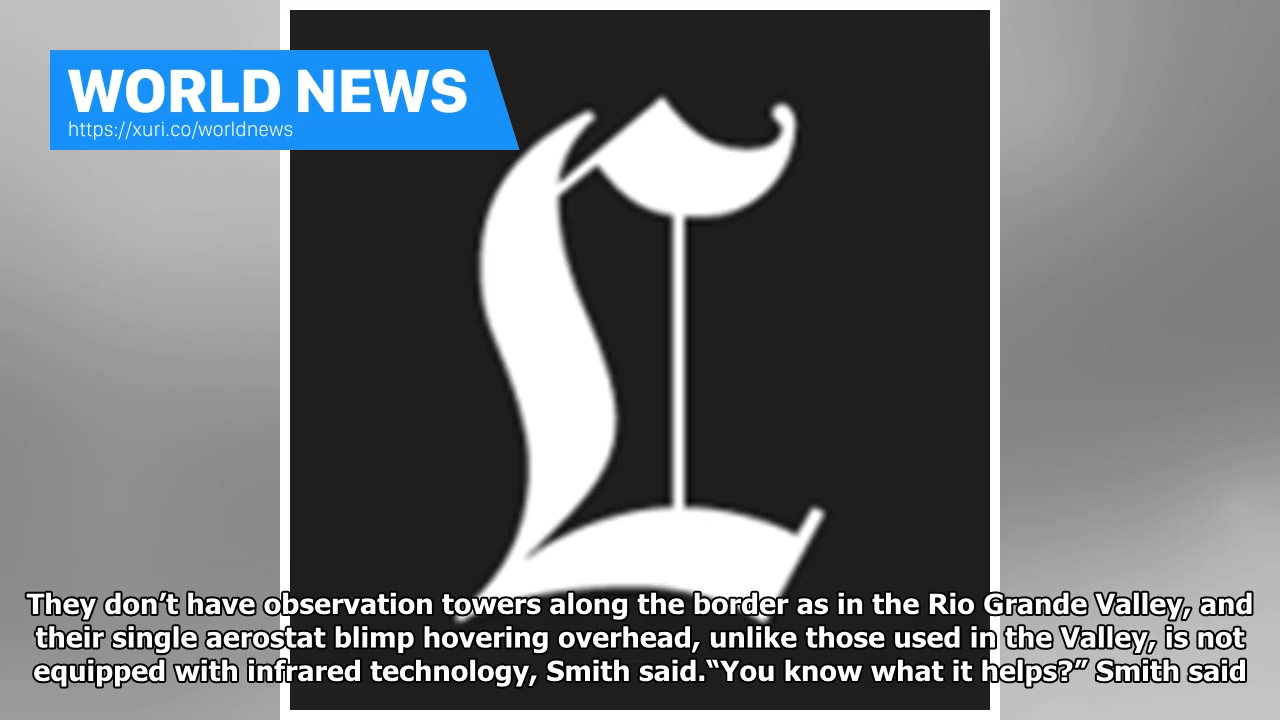 WORLD NEWS
https://xuri.co/worldnews
L
They don’t have observation towers along the border as in the Rio Grande Valley, and
their single aerostat blimp hovering overhead, unlike those used in the Valley, is not
equipped with infrared technology, Smith said.“You know what it helps?” Smith said